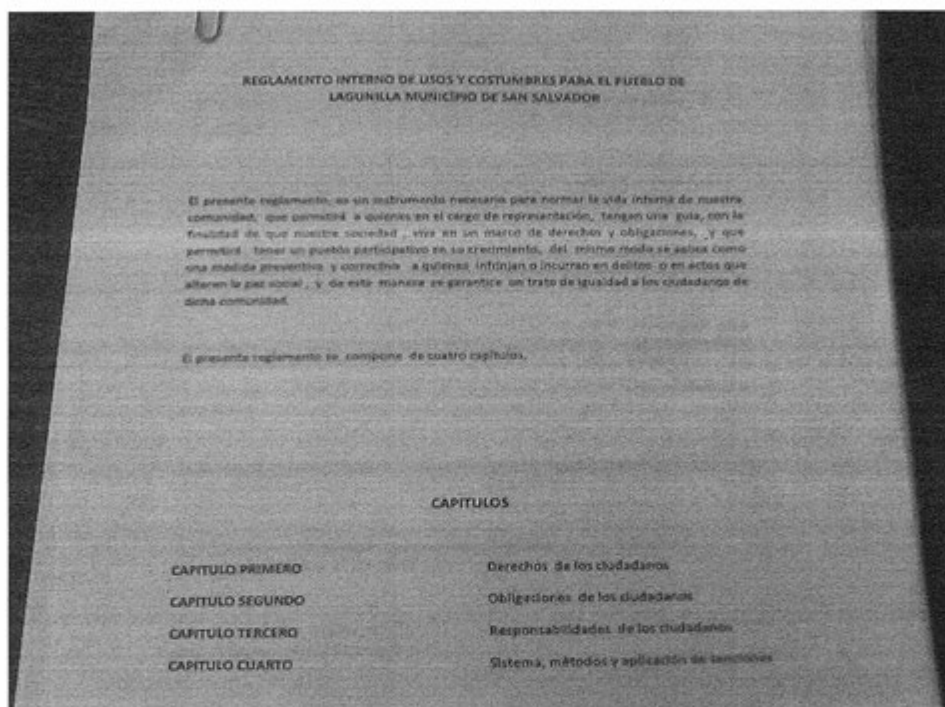 REGLAMENTO INTERNO DE USOS Y COSTUMBRES PARA EL PUEBLO DE
LAGUNILLA MUNICIPIO DE SAN SALVADOR
El presente reglamento, es un instrumento necesario para normar la vida interna de nuestra
comunidad, que permitirá a quienes en el cargo de representación, tengan una guía, con la
finalidad de que nuestra sociedad , viva en un marco de derechos y obligaciones, y que
permitirá tener un pueblo participativo en su crecimiento, del mismo modo se aplica como
una medida preventiva y correctiva a quienes infrinjan o incurran en delitos o en actos que
alteren la paz social , y de esta manera se garantice un trato de igualdad a los ciudadanos de
dicha comunidad.
El presente reglamento se compone de cuatro capítulos.
CAPITULOS
CAPITULO PRIMERO Derechos de los ciudadanos
CAPITULO SEGUNDO Obligaciones de los ciudadanos
CAPITULO TERCERO Responsabilidades de los ciudadanos
CAPITULO CUARTO Sistema, métodos y aplicación de sanciones